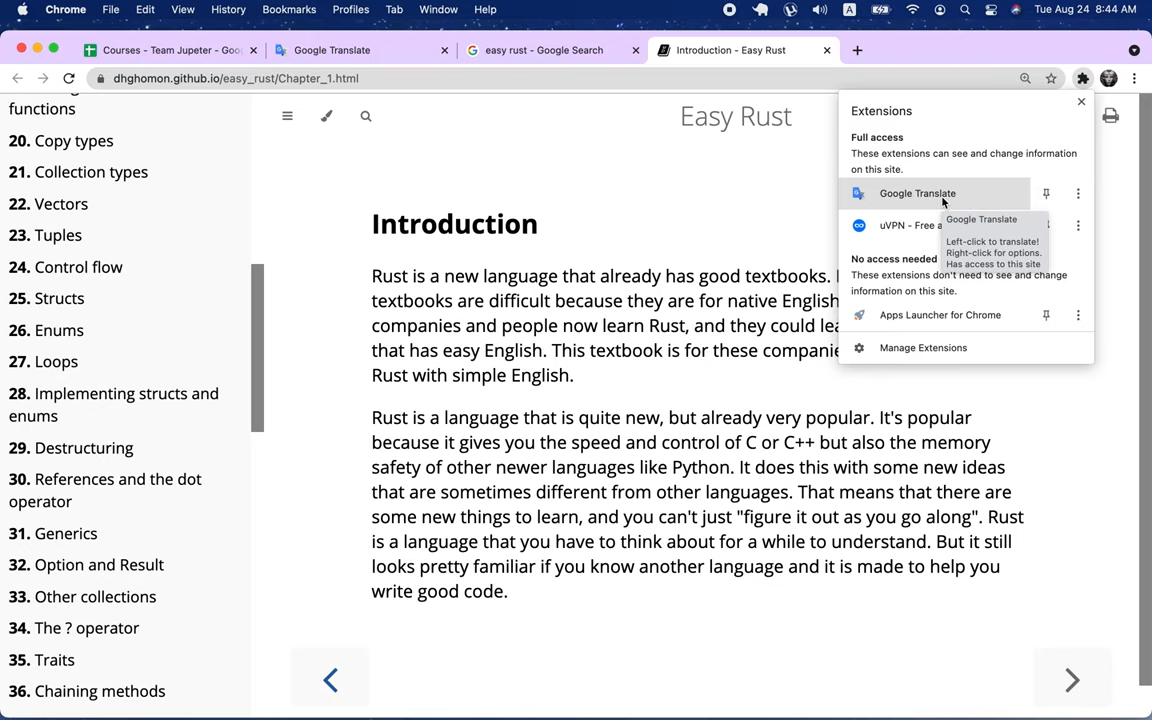 Chrome File Edit View History Bookmarks Profiles Tab Window Help A Tue Aug 24 8:44 AM
Courses - Team Jupeter - Goo Google Translate easy rust - Google Search Introduction - Easy Rust
dhghomon.github.io/easy_rust/Chapter_1.html
functions
20. Copy types
21. Collection types
22. Vectors
23. Tuples
24. Control flow
25. Structs
26. Enums
27. Loops
28. Implementing structs and
enums
29. Destructuring
30. References and the dot
operator
31. Generics
32. Option and Result
33. Other collections
34. The ? operator
35. Traits
36. Chaining methods
Easy Rust
Introduction
Rust is a new language that already has good textbooks.
textbooks are difficult because they are for native English
companies and people now learn Rust, and they could
that has easy English. This textbook is for these
Rust with simple English.
Rust is a language that is quite new, but already very popular. It's popular
because it gives you the speed and control of C or C++ but also the memory
safety of other newer languages like Python. It does this with some new ideas
that are sometimes different from other languages. That means that there are
some new things to learn, and you can't just "figure it out as you go along". Rust
is a language that you have to think about for a while to understand. But it still
looks pretty familiar if you know another language and it is made to help you
write good code.
Extensions
Full access
These extensions can see and change information
on this site.
Google Translate
uVPN - Free
Google Translate
Left-click to translate!
Right-click for options.
Has access to this site
No access needed
These extensions don't need to see and change
information on this site.
Apps Launcher for Chrome
Manage Extensions